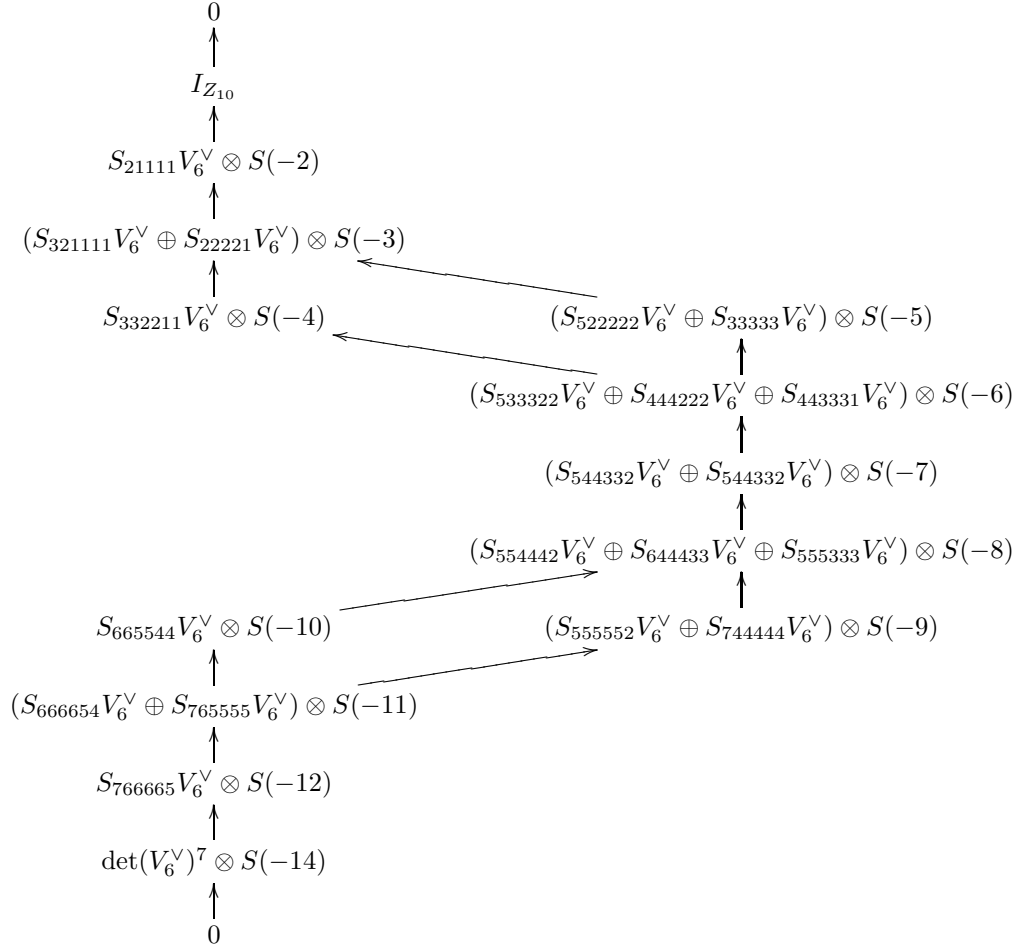 0
I_{Z_{10}}
S_{21111}V_6^∨ ⊗ S(−2)
(S_{321111}V_6^∨ ⊕ S_{22221}V_6^∨) ⊗ S(−3)
S_{332211}V_6^∨ ⊗ S(−4) (S_{522222}V_6^∨ ⊕ S_{33333}V_6^∨) ⊗ S(−5)
(S_{533322}V_6^∨ ⊕ S_{444222}V_6^∨ ⊕ S_{443331}V_6^∨) ⊗ S(−6)
(S_{544332}V_6^∨ ⊕ S_{544332}V_6^∨) ⊗ S(−7)
(S_{554442}V_6^∨ ⊕ S_{644433}V_6^∨ ⊕ S_{555333}V_6^∨) ⊗ S(−8)
S_{665544}V_6^∨ ⊗ S(−10) (S_{555552}V_6^∨ ⊕ S_{744444}V_6^∨) ⊗ S(−9)
(S_{666654}V_6^∨ ⊕ S_{765555}V_6^∨) ⊗ S(−11)
S_{766665}V_6^∨ ⊗ S(−12)
det(V_6^∨)^7 ⊗ S(−14)
0